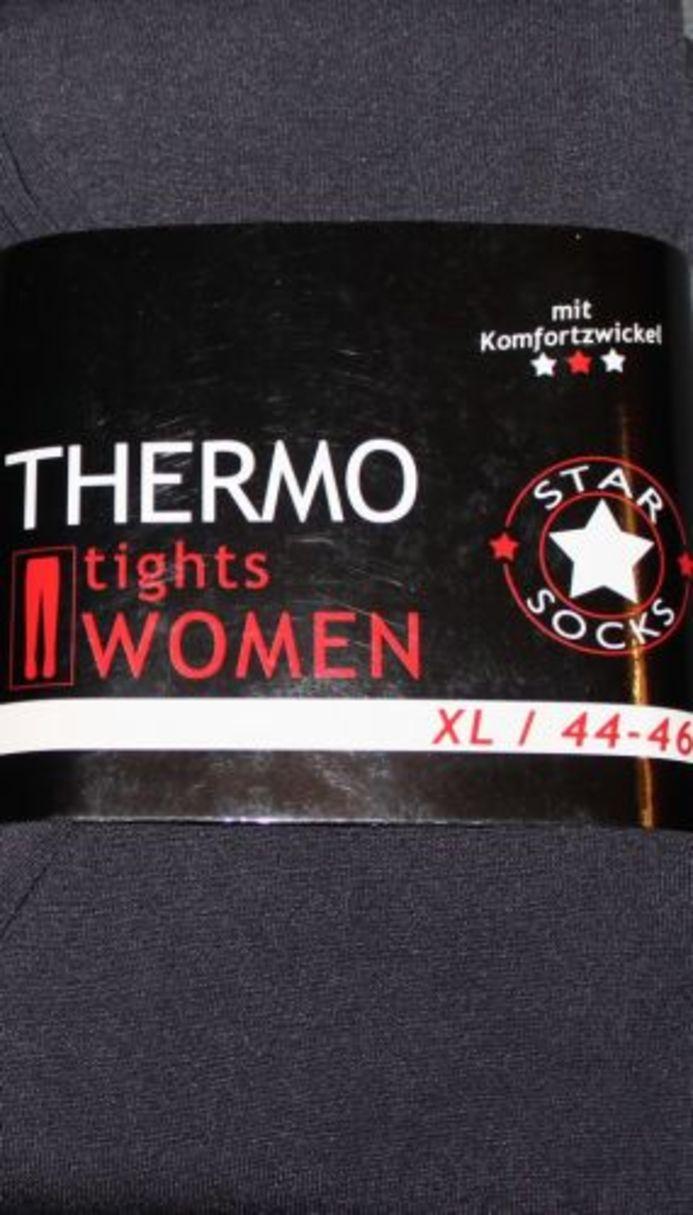 mit
Komfortzwickel
THERMO
tights
WOMEN
STAR
SOCKS
XL / 44-46